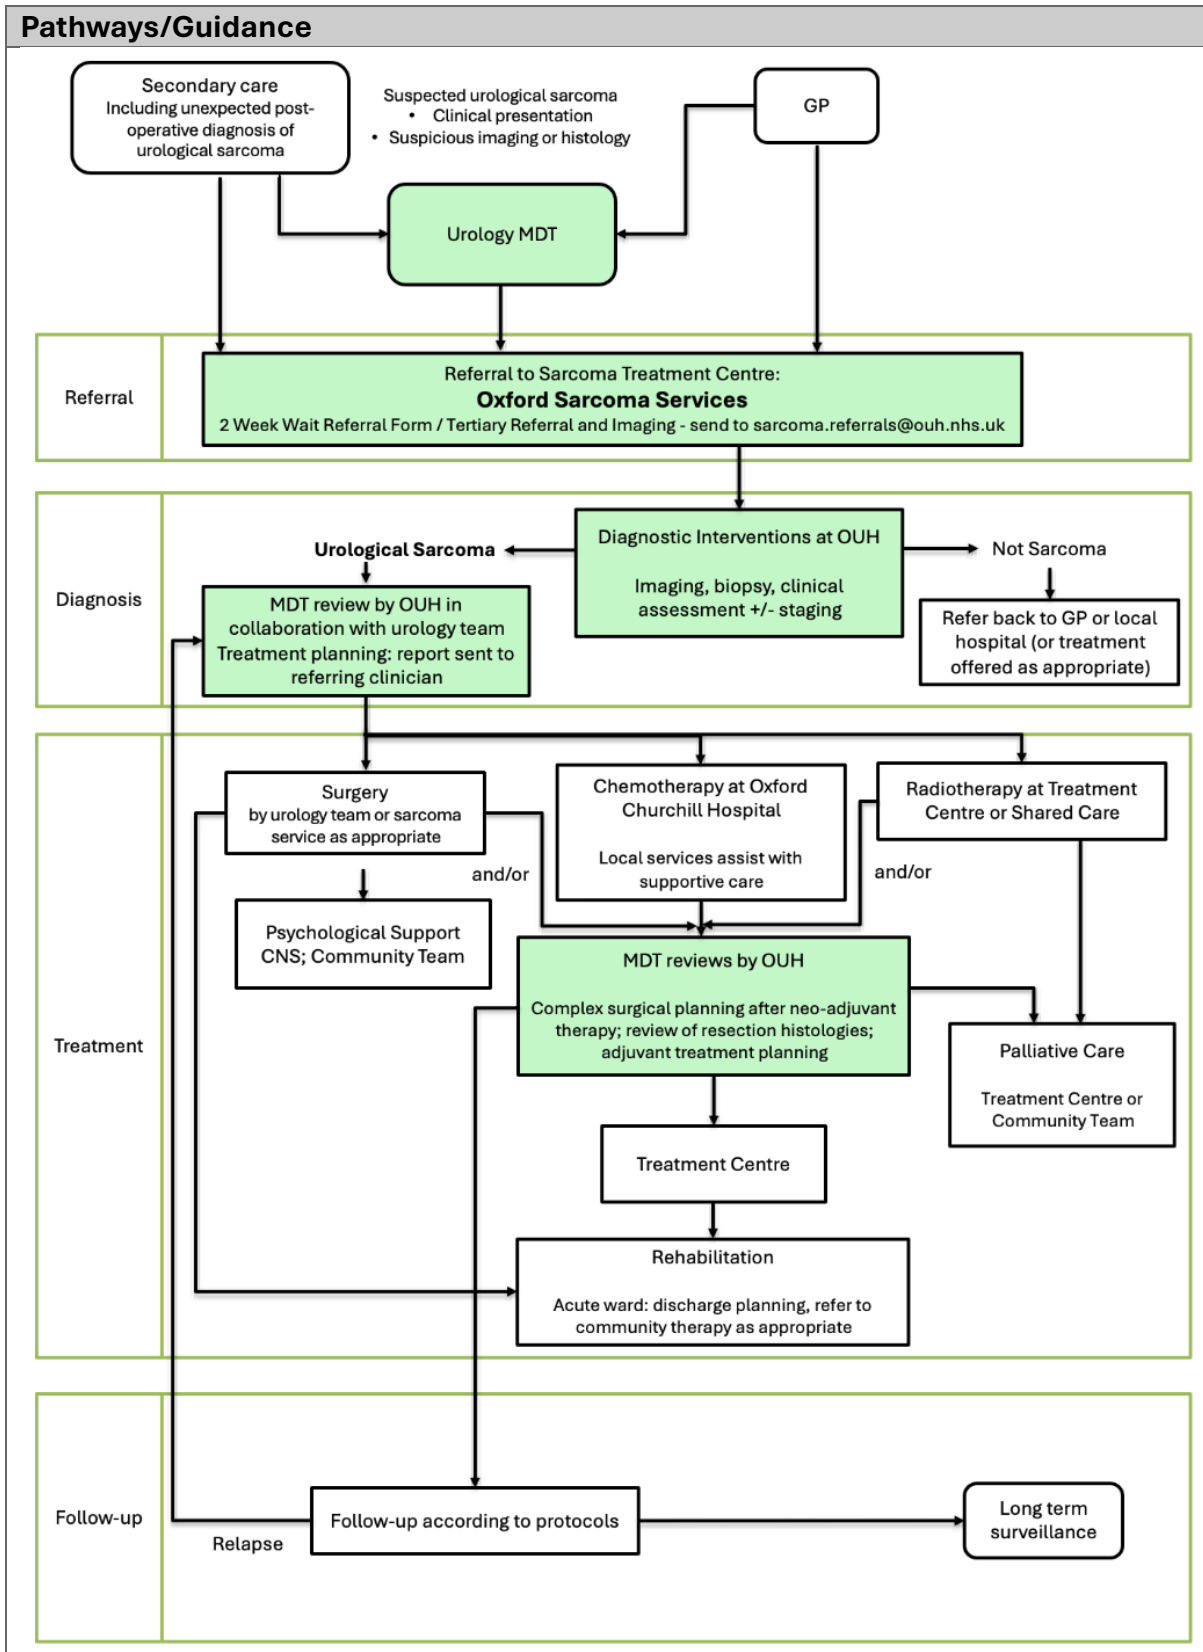 Pathways/Guidance
Secondary care
Including unexpected post-
operative diagnosis of
urological sarcoma
Suspected urological sarcoma
• Clinical presentation
• Suspicious imaging or histology
GP
Urology MDT
Referral
Referral to Sarcoma Treatment Centre:
Oxford Sarcoma Services
2 Week Wait Referral Form / Tertiary Referral and Imaging - send to sarcoma.referrals@ouh.nhs.uk
Diagnosis
Diagnostic Interventions at OUH
Imaging, biopsy, clinical
assessment +/- staging
Urological Sarcoma
Not Sarcoma
MDT review by OUH in
collaboration with urology team
Treatment planning: report sent to
referring clinician
Refer back to GP or local
hospital (or treatment
offered as appropriate)
Treatment
Surgery
by urology team or sarcoma
service as appropriate
and/or
Chemotherapy at Oxford
Churchill Hospital
Local services assist with
supportive care
and/or
Radiotherapy at Treatment
Centre or Shared Care
Psychological Support
CNS; Community Team
MDT reviews by OUH
Complex surgical planning after neo-adjuvant
therapy; review of resection histologies;
adjuvant treatment planning
Palliative Care
Treatment Centre or
Community Team
Treatment Centre
Rehabilitation
Acute ward: discharge planning, refer to
community therapy as appropriate
Follow-up
Relapse
Follow-up according to protocols
Long term
surveillance